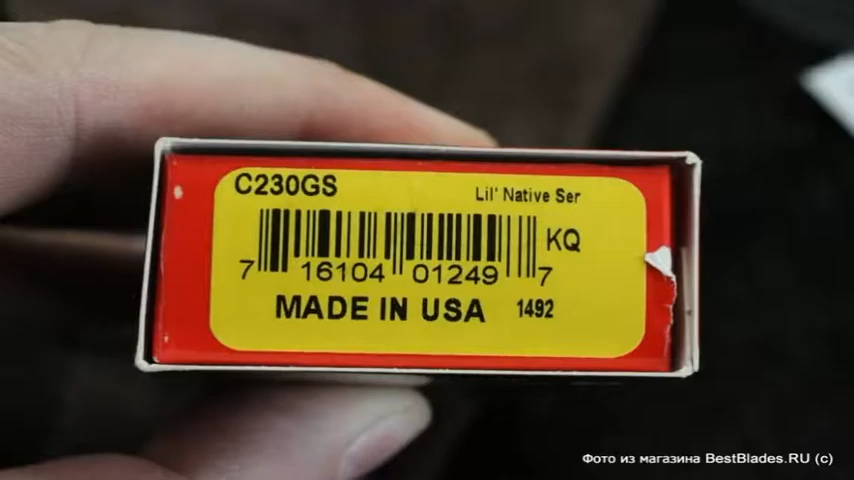 C230GS
Lil' Native Ser
KQ
7 16104 01249 7
MADE IN USA 1492
Фото из магазина BestBlades.RU (c)